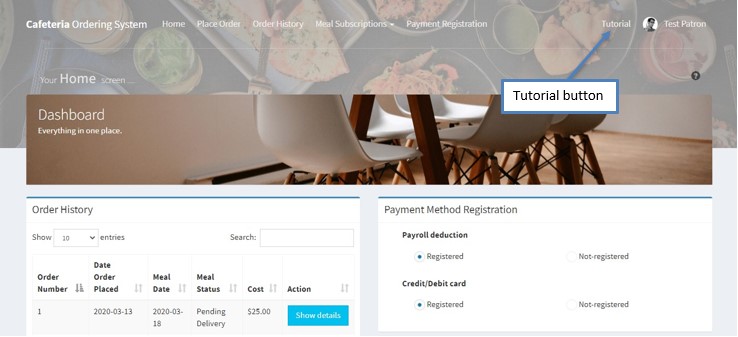 Cafeteria Ordering System Home Place Order Order History Meal Subscriptions Payment Registration Tutorial Test Patron
Your Home screen ...
?
Tutorial button
Dashboard
Everything in one place.
Order History
Show 10 entries Search:
Order Number Date Order Placed Meal Date Meal Status Cost Action
1 2020-03-13 2020-03-18 Pending Delivery $25.00 Show details
Payment Method Registration
Payroll deduction
Registered Not-registered
Credit/Debit card
Registered Not-registered